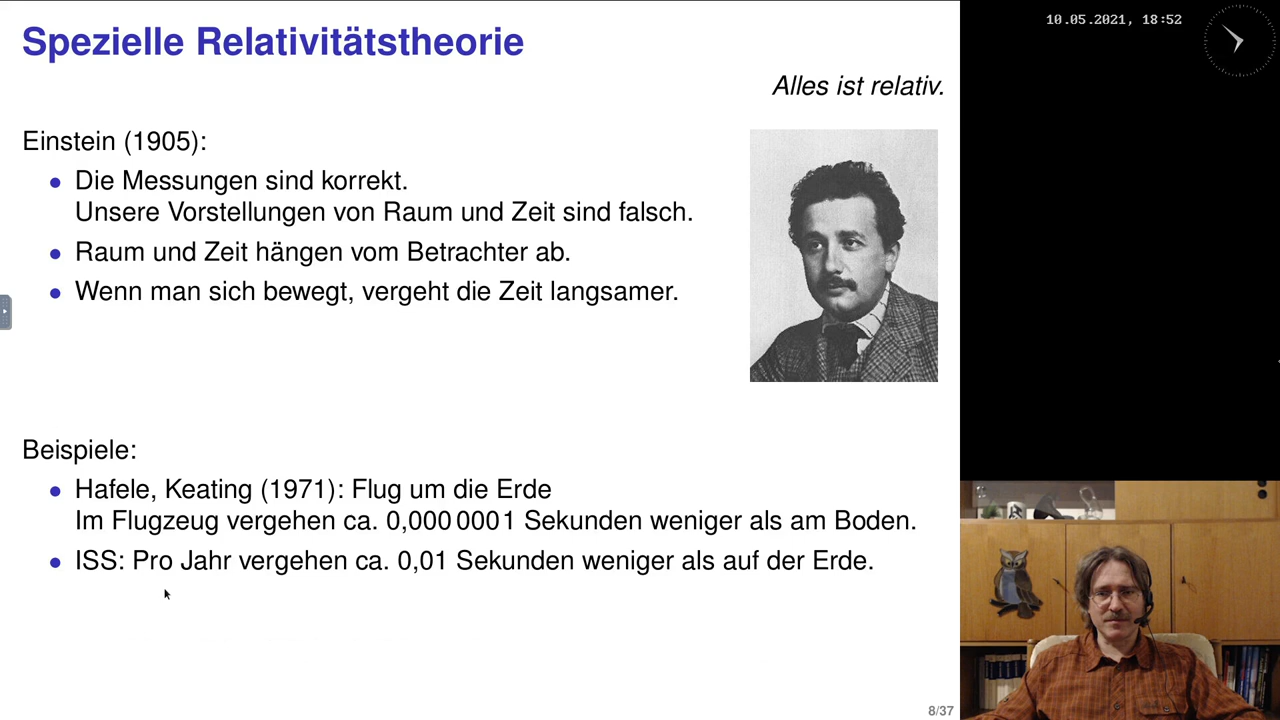 Spezielle Relativitätstheorie
Alles ist relativ.
Einstein (1905):
• Die Messungen sind korrekt.
Unsere Vorstellungen von Raum und Zeit sind falsch.
• Raum und Zeit hängen vom Betrachter ab.
• Wenn man sich bewegt, vergeht die Zeit langsamer.
Beispiele:
• Hafele, Keating (1971): Flug um die Erde
Im Flugzeug vergehen ca. 0,000 0001 Sekunden weniger als am Boden.
• ISS: Pro Jahr vergehen ca. 0,01 Sekunden weniger als auf der Erde.
8/37
10.05.2021, 18:52